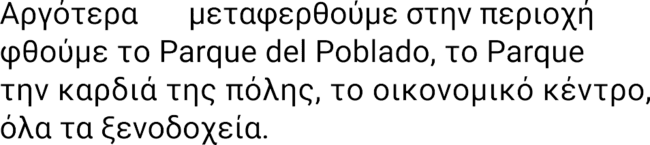 Αργότερα μεταφερθούμε στην περιοχή
φθούμε το Parque del Poblado, το Parque
την καρδιά της πόλης, το οικονομικό κέντρο,
όλα τα ξενοδοχεία.